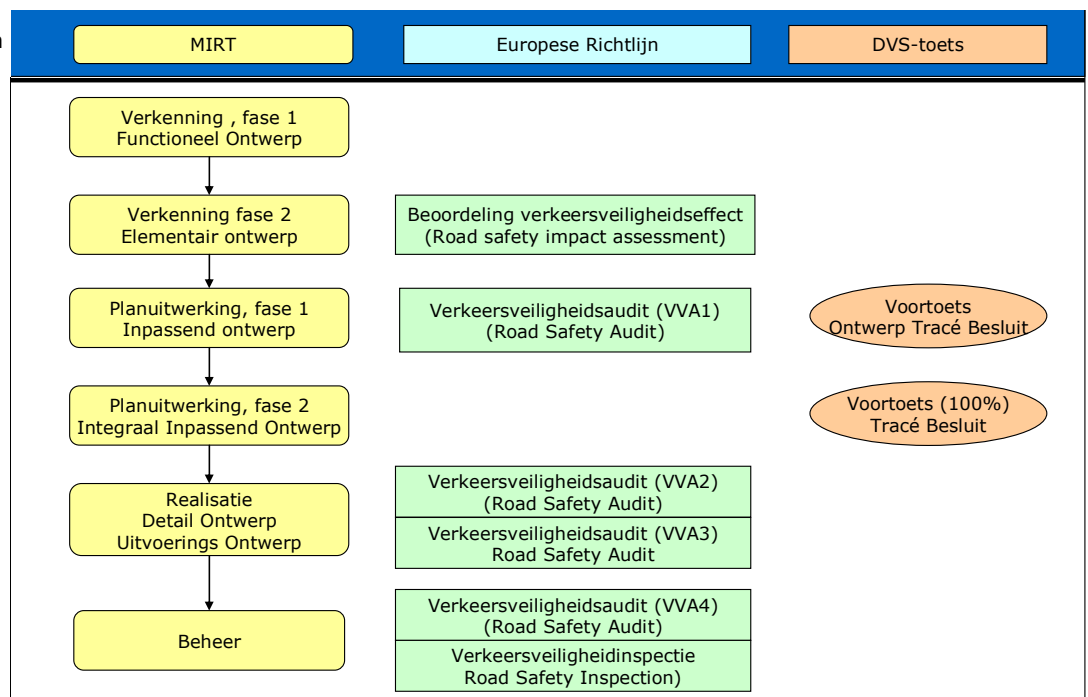 MIRT
Europese Richtlijn
DVS-toets
Verkenning , fase 1
Functioneel Ontwerp
Verkenning fase 2
Elementair ontwerp
Beoordeling verkeersveiligheidseffect
(Road safety impact assessment)
Planuitwerking, fase 1
Inpassend ontwerp
Verkeersveiligheidsaudit (VVA1)
(Road Safety Audit)
Voortoets
Ontwerp Tracé Besluit
Planuitwerking, fase 2
Integraal Inpassend Ontwerp
Voortoets (100%)
Tracé Besluit
Realisatie
Detail Ontwerp
Uitvoerings Ontwerp
Verkeersveiligheidsaudit (VVA2)
(Road Safety Audit)
Verkeersveiligheidsaudit (VVA3)
Road Safety Audit
Beheer
Verkeersveiligheidsaudit (VVA4)
(Road Safety Audit)
Verkeersveiligheidinspectie
Road Safety Inspection)